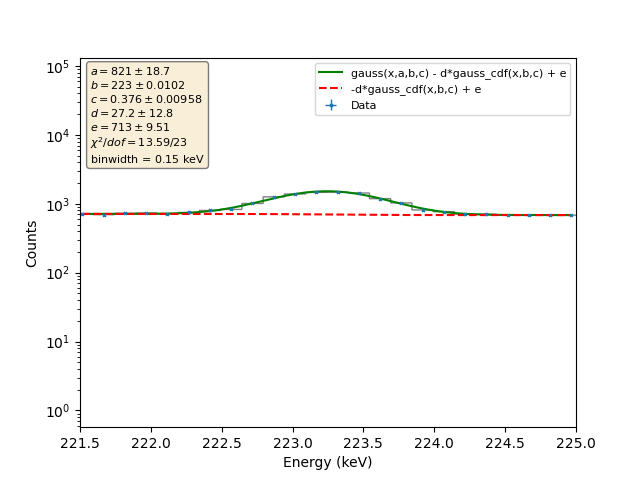 a = 821 ± 18.7
b = 223 ± 0.0102
c = 0.376 ± 0.00958
d = 27.2 ± 12.8
e = 713 ± 9.51
χ²/dof = 13.59/23
binwidth = 0.15 keV
gauss(x,a,b,c) - d*gauss_cdf(x,b,c) + e
-d*gauss_cdf(x,b,c) + e
Data
10⁵
10⁴
10³
10²
10¹
10⁰
Counts
221.5 222.0 222.5 223.0 223.5 224.0 224.5 225.0
Energy (keV)